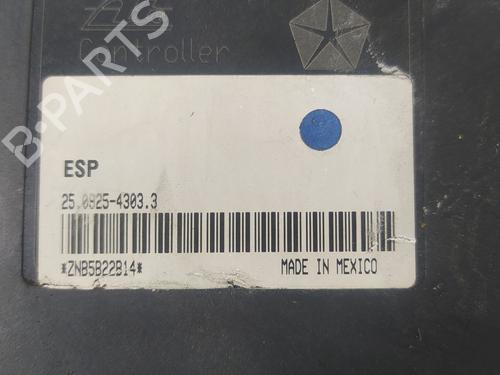 Controller
B-PARTS
ESP
25.0925-4303.3
*ZNB5B22B14*
MADE IN MEXICO